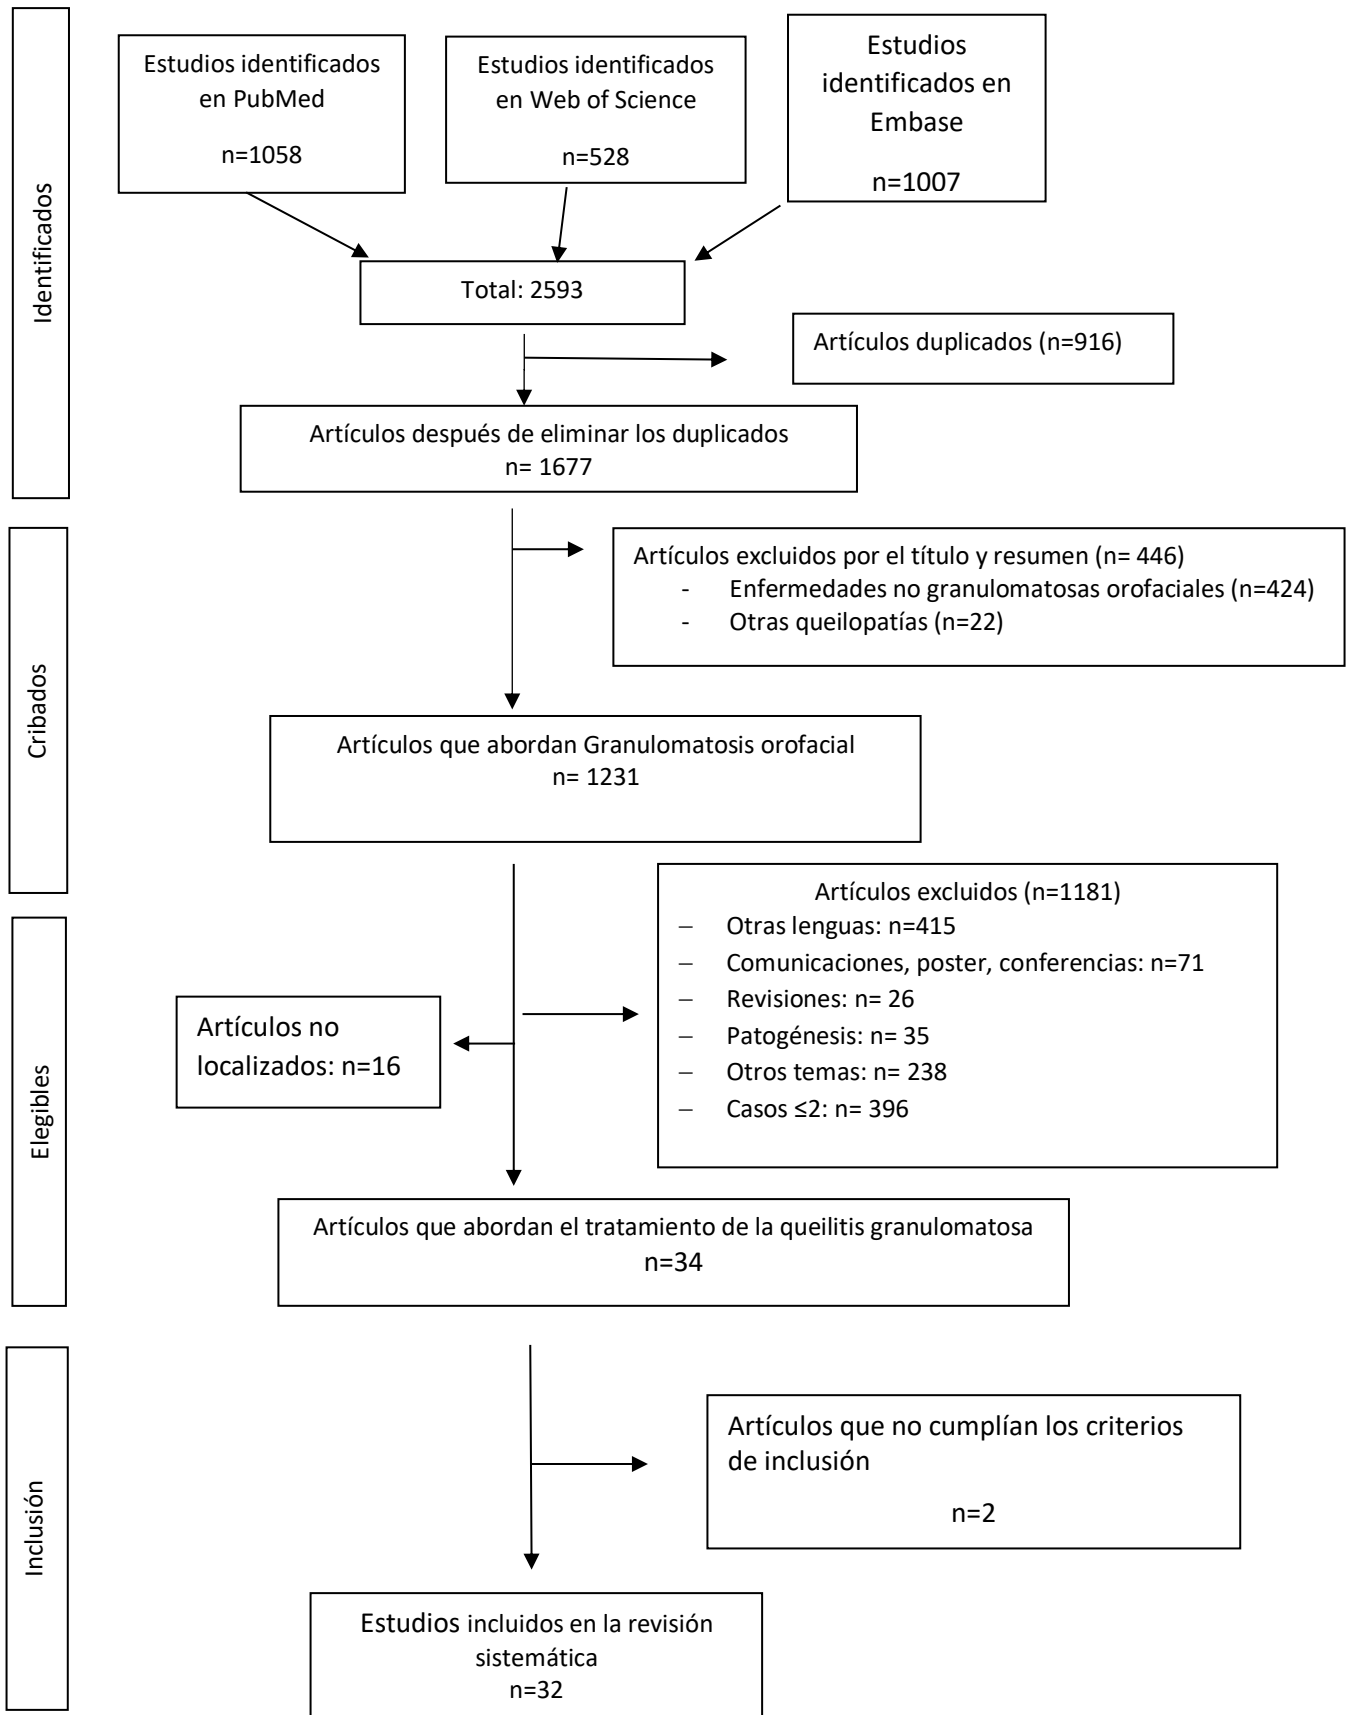 Identificados
Estudios identificados
en PubMed
n=1058
Estudios identificados
en Web of Science
n=528
Estudios
identificados en
Embase
n=1007
Total: 2593
Artículos duplicados (n=916)
Artículos después de eliminar los duplicados
n= 1677
Cribados
Artículos excluidos por el título y resumen (n= 446)
- Enfermedades no granulomatosas orofaciales (n=424)
- Otras queilopatías (n=22)
Artículos que abordan Granulomatosis orofacial
n= 1231
Elegibles
Artículos excluidos (n=1181)
– Otras lenguas: n=415
– Comunicaciones, poster, conferencias: n=71
– Revisiones: n= 26
– Patogénesis: n= 35
– Otros temas: n= 238
– Casos ≤2: n= 396
Artículos no
localizados: n=16
Artículos que abordan el tratamiento de la queilitis granulomatosa
n=34
Inclusión
Artículos que no cumplían los criterios
de inclusión
n=2
Estudios incluidos en la revisión
sistemática
n=32